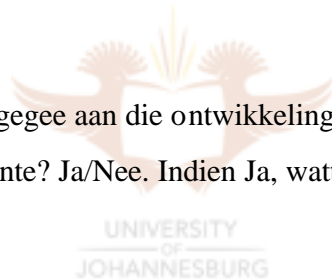 gegee aan die ontwikkeling
nte? Ja/Nee. Indien Ja, wat
UNIVERSITY
OF
JOHANNESBURG